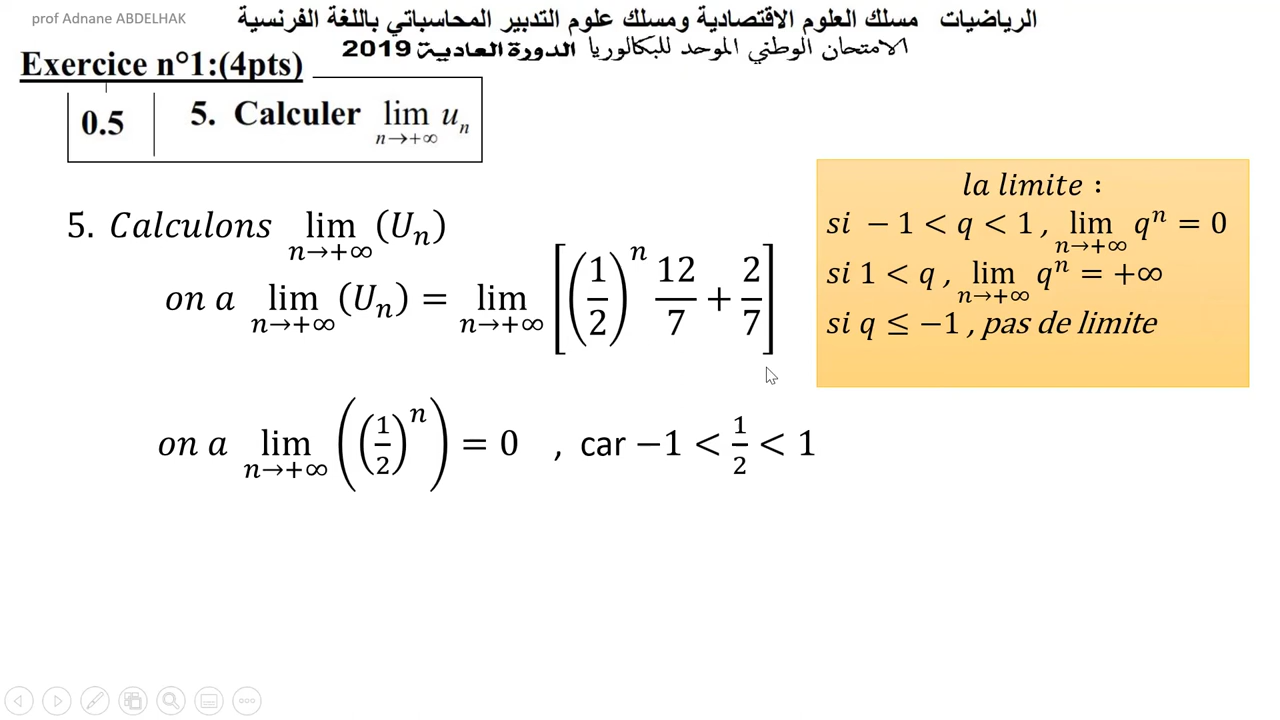 prof Adnane ABDELHAK
الرياضيات مسلك العلوم الاقتصادية ومسلك علوم التدبير المحاسباتي باللغة الفرنسية
الامتحان الوطني الموحد للبكالوريا الدورة العادية 2019
Exercice n°1:(4pts)
0.5 5. Calculer lim u_n
n→+∞
5. Calculons lim (U_n)
n→+∞
on a lim (U_n) = lim [(1/2)^n 12/7 + 2/7]
n→+∞ n→+∞
on a lim ((1/2)^n) = 0 , car −1 < 1/2 < 1
n→+∞
la limite :
si −1 < q < 1 , lim q^n = 0
n→+∞
si 1 < q , lim q^n = +∞
n→+∞
si q ≤ −1 , pas de limite